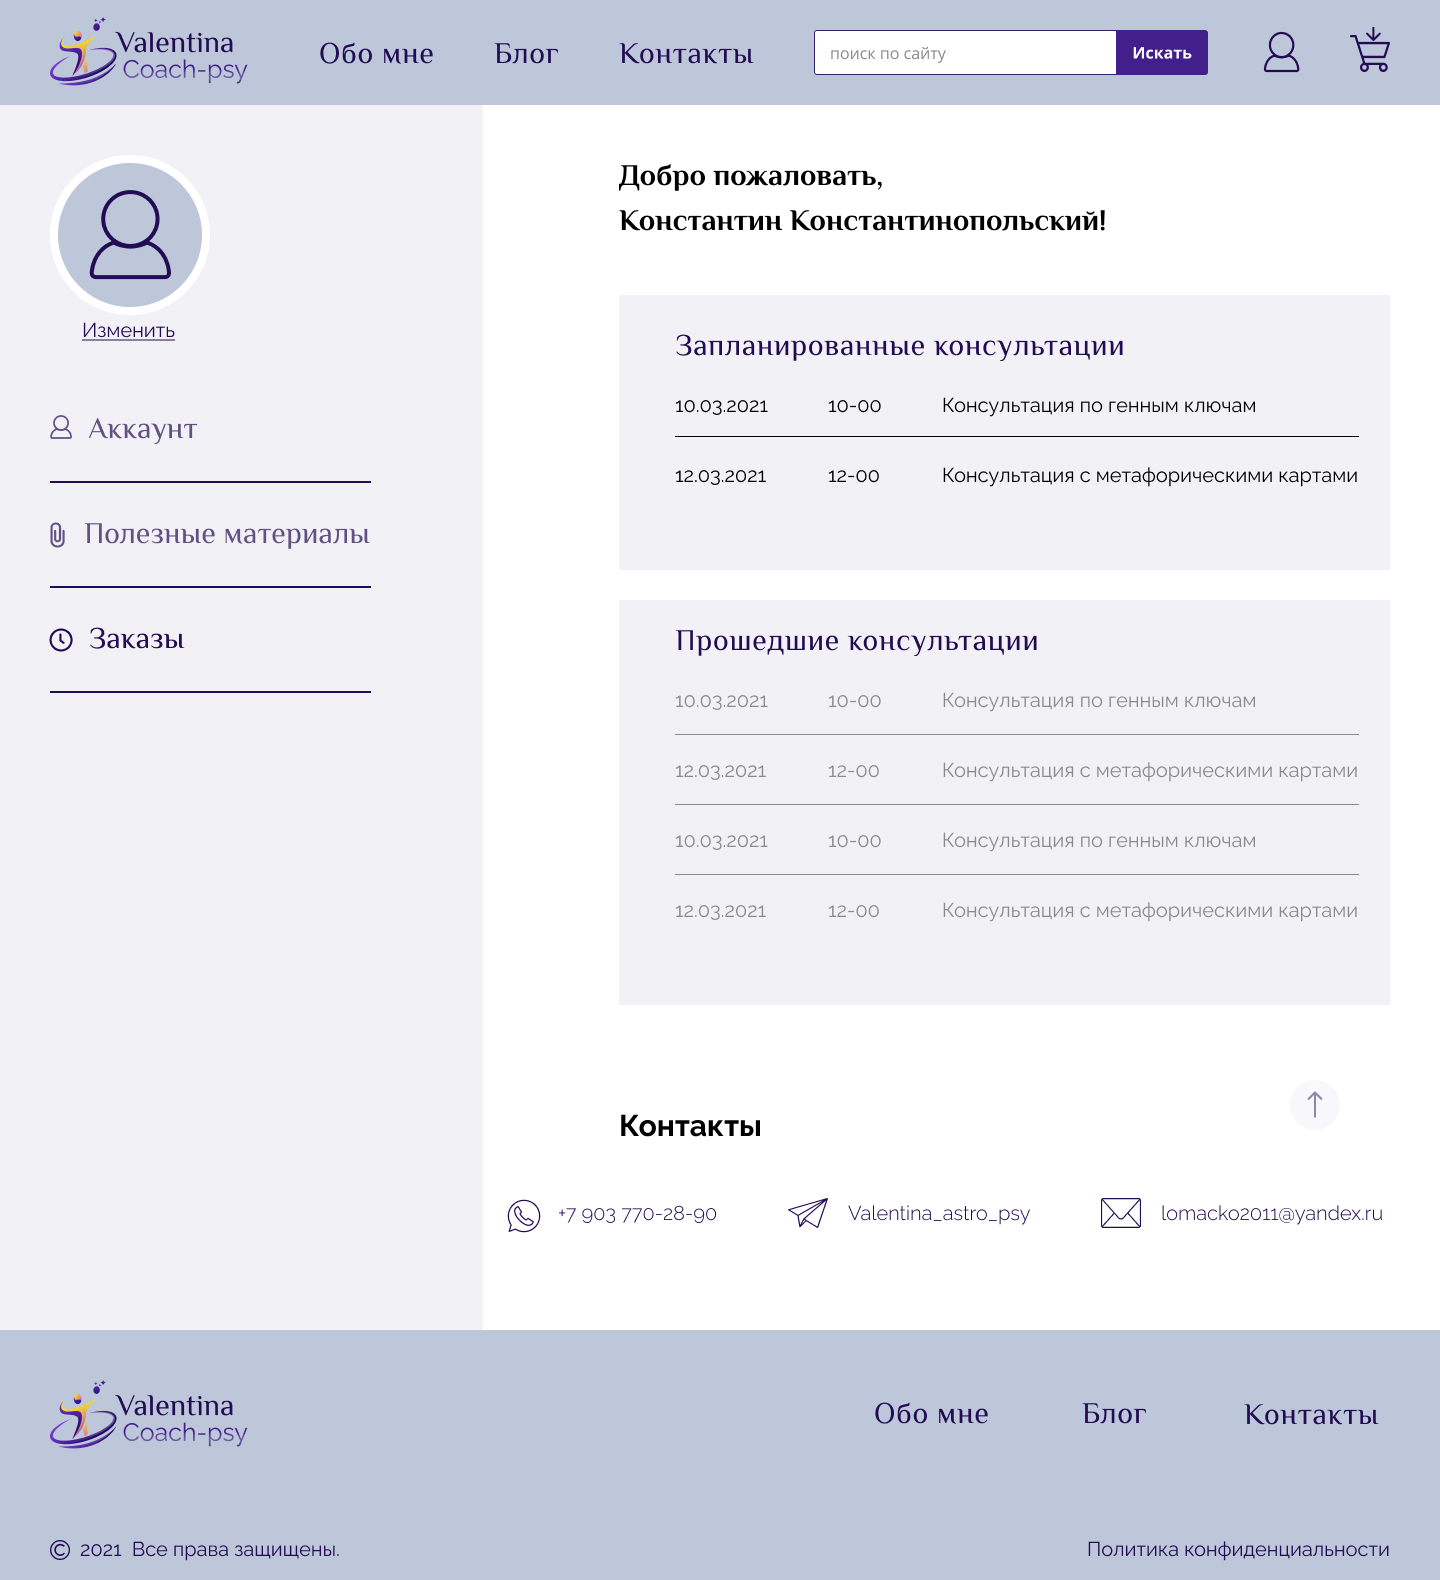 Valentina
Coach-psy
Обо мне
Блог
Контакты
поиск по сайту
Искать
Изменить
Аккаунт
Полезные материалы
Заказы
Добро пожаловать,
Константин Константинопольский!
Запланированные консультации
10.03.2021 10-00 Консультация по генным ключам
12.03.2021 12-00 Консультация с метафорическими картами
Прошедшие консультации
10.03.2021 10-00 Консультация по генным ключам
12.03.2021 12-00 Консультация с метафорическими картами
10.03.2021 10-00 Консультация по генным ключам
12.03.2021 12-00 Консультация с метафорическими картами
Контакты
+7 903 770-28-90
Valentina_astro_psy
lomacko2011@yandex.ru
Valentina
Coach-psy
Обо мне
Блог
Контакты
© 2021 Все права защищены.
Политика конфиденциальности